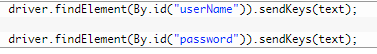 driver.findElement(By.id("userName")).sendKeys(text);
driver.findElement(By.id("password")).sendKeys(text);